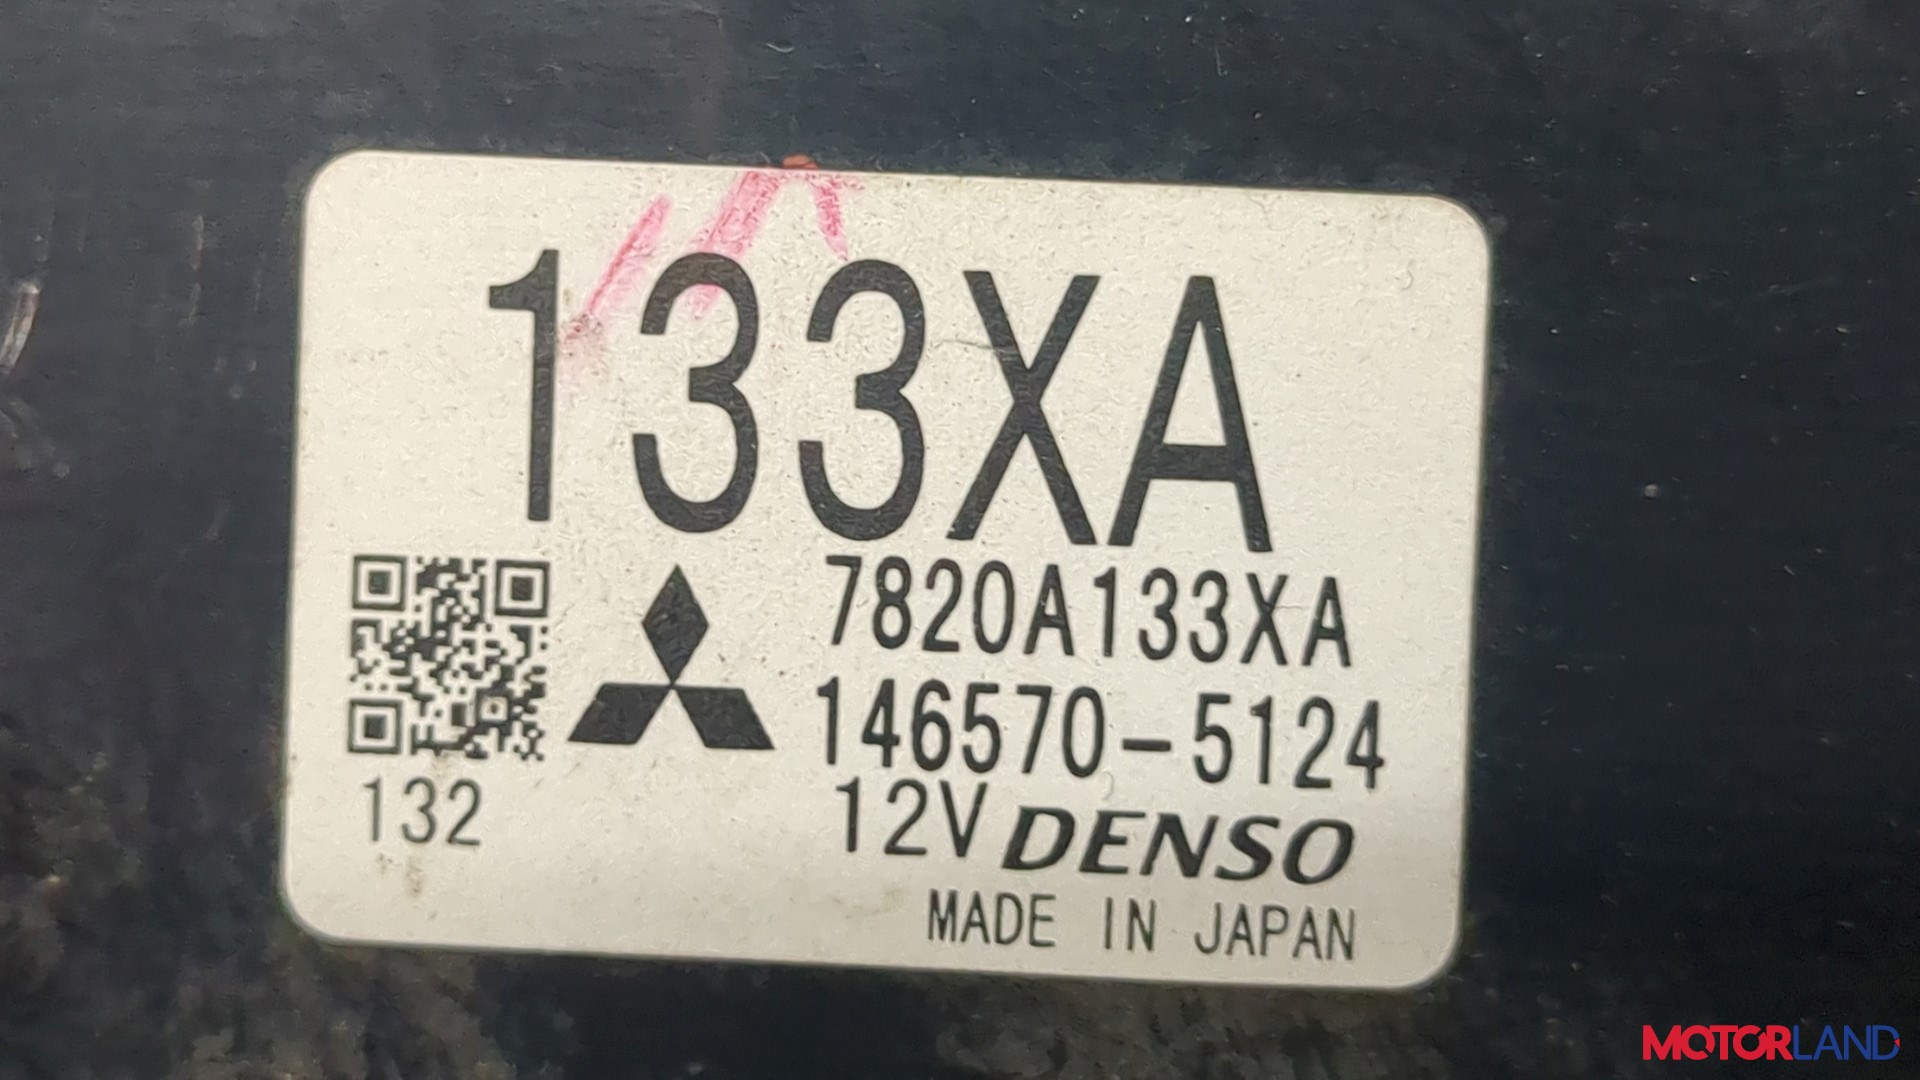 133XA
7820A133XA
146570-5124
132
12V DENSO
MADE IN JAPAN
MOTORLAND